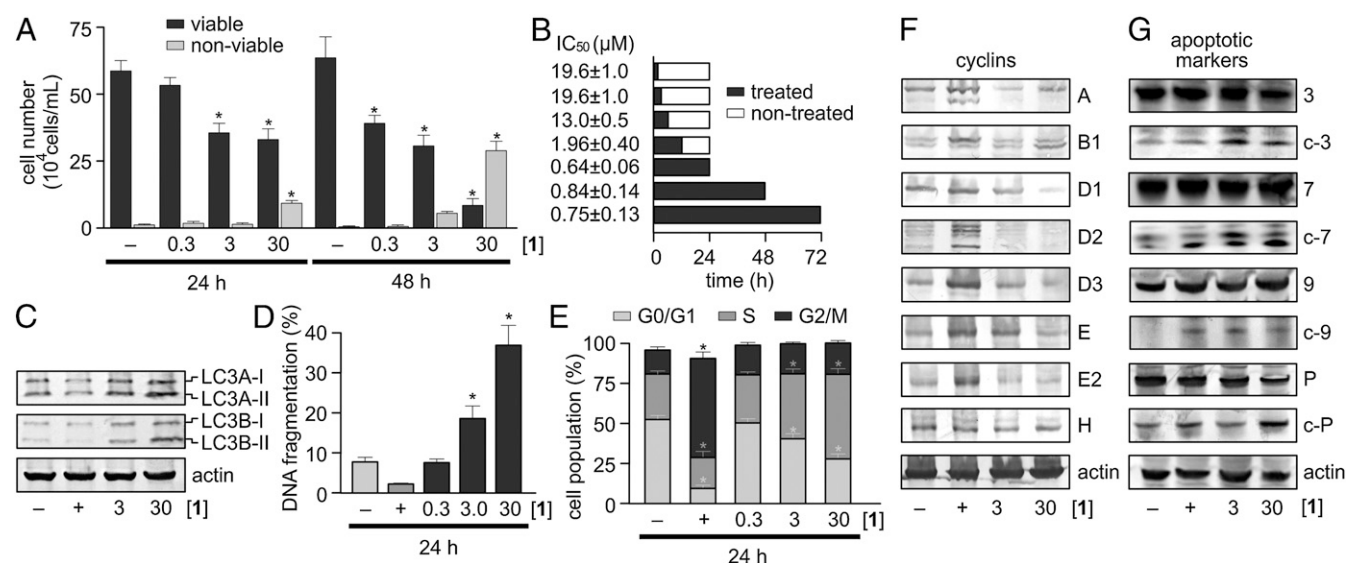 A
75
50
25
0
cell number
(10⁴cells/mL)
viable
non-viable
*
*
*
*
*
*
*
– 0.3 3 30 – 0.3 3 30 [1]
24 h 48 h
B
IC₅₀ (µM)
19.6±1.0
19.6±1.0
13.0±0.5
1.96±0.40
0.64±0.06
0.84±0.14
0.75±0.13
treated
non-treated
0 24 48 72
time (h)
C
LC3A-I
LC3A-II
LC3B-I
LC3B-II
actin
– + 3 30 [1]
D
DNA fragmentation (%)
40
30
20
10
0
*
*
– + 0.3 3.0 30 [1]
24 h
E
G0/G1 S G2/M
cell population (%)
100
75
50
25
0
*
*
*
*
*
*
*
– + 0.3 3 30 [1]
24 h
F
cyclins
A
B1
D1
D2
D3
E
E2
H
actin
– + 3 30 [1]
G
apoptotic
markers
3
c-3
7
c-7
9
c-9
P
c-P
actin
– + 3 30 [1]